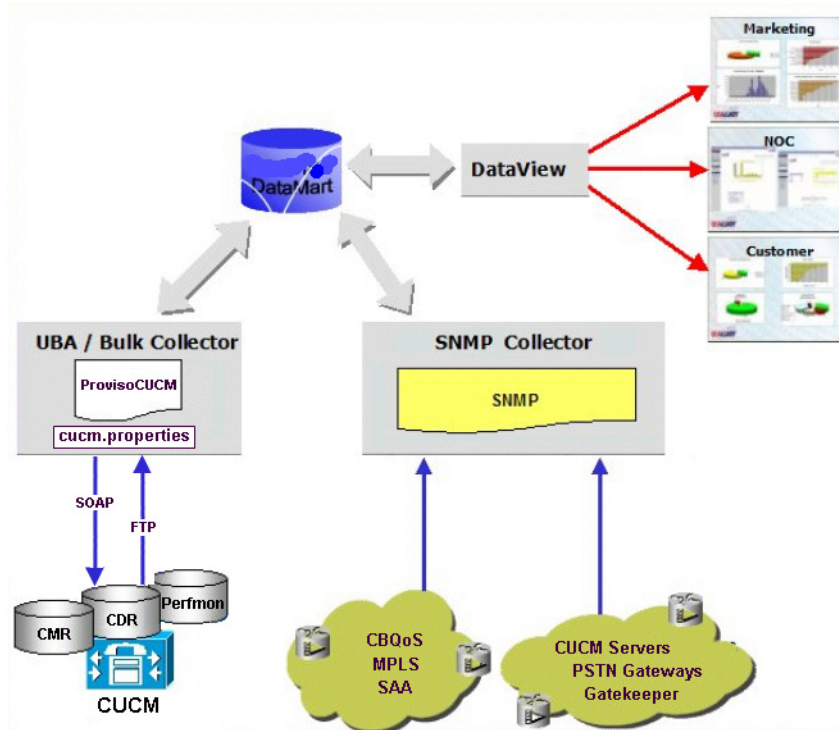 Marketing
NOC
Customer
DataMart
DataView
UBA / Bulk Collector
ProvisoCUCM
cucm.properties
SNMP Collector
SNMP
SOAP
FTP
CMR
CDR
Perfmon
CUCM
CBQoS
MPLS
SAA
CUCM Servers
PSTN Gateways
Gatekeeper